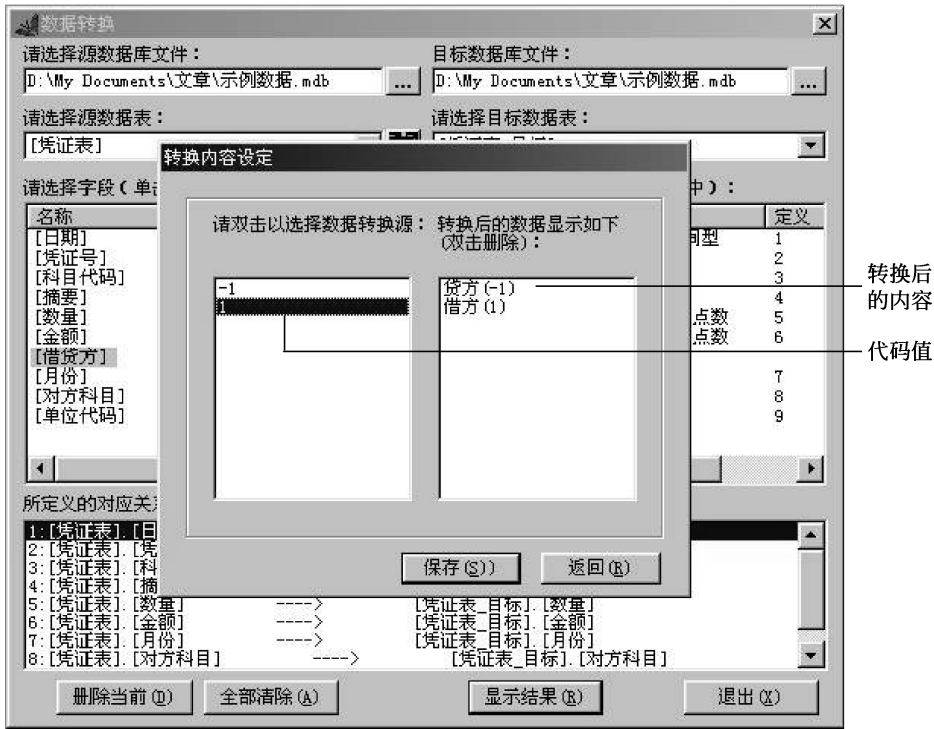 数据转换
请选择源数据库文件：
目标数据库文件：
D:\My Documents\文章\示例数据.mdb
...
D:\My Documents\文章\示例数据.mdb
...
请选择源数据表：
请选择目标数据表：
[凭证表]
转换内容设定
请选择字段(单
中)：
请双击以选择数据转换源：
转换后的数据显示如下
(双击删除)：
-1
1
贷方(-1)
借方(1)
转换后
的内容
代码值
名称
定义
[日期]
间型 1
[凭证号]
2
[科目代码]
3
[摘要]
4
[数量]
点数 5
[金额]
点数 6
[借贷方]
[月份]
7
[对方科目]
8
[单位代码]
9
所定义的对应关
保存(S))
返回(R)
1:[凭证表].[日
2:[凭证表].[凭
3:[凭证表].[科
4:[凭证表].[摘
5:[凭证表].[数量] ----> [凭证表_目标].[数量]
6:[凭证表].[金额] ----> [凭证表_目标].[金额]
7:[凭证表].[月份] ----> [凭证表_目标].[月份]
8:[凭证表].[对方科目] ----> [凭证表_目标].[对方科目]
删除当前(D)
全部清除(A)
显示结果(R)
退出(X)